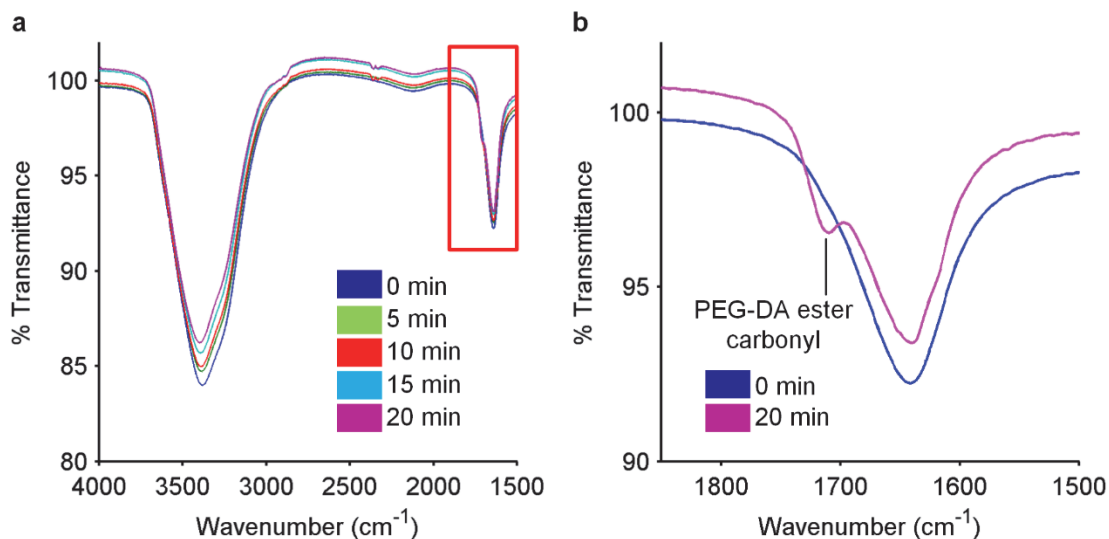 a
% Transmittance
100
95
90
85
80
4000
3500
3000
2500
2000
1500
Wavenumber (cm-1)
0 min
5 min
10 min
15 min
20 min
b
% Transmittance
100
95
90
1800
1700
1600
1500
Wavenumber (cm-1)
PEG-DA ester
carbonyl
0 min
20 min